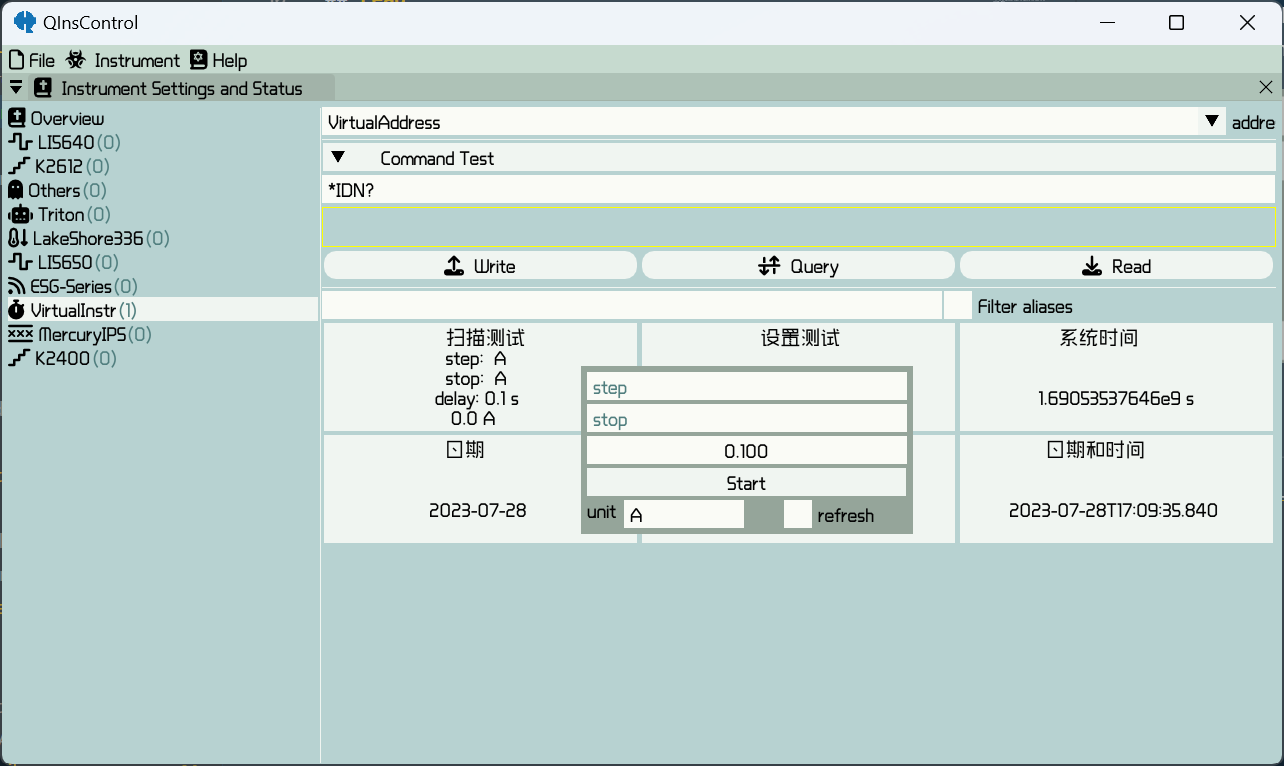 QInsControl
File Instrument Help
Instrument Settings and Status
Overview
LI5640 (0)
K2612 (0)
Others (0)
Triton (0)
LakeShore336 (0)
LI5650 (0)
ESG-Series (0)
VirtualInstr (1)
MercuryIPS (0)
K2400 (0)
VirtualAddress addre
Command Test
*IDN?
Write Query Read
Filter aliases
扫描测试
step: A
stop: A
delay: 0.1 s
0.0 A
设置测试
系统时间
1.69053537646e9 s
日期
2023-07-28
日期和时间
2023-07-28T17:09:35.840
step
stop
0.100
Start
unit A refresh